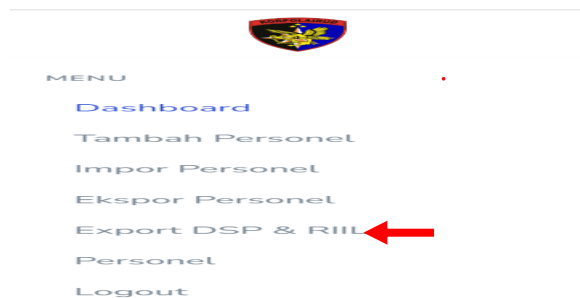 MENU
Dashboard
Tambah Personel
Impor Personel
Ekspor Personel
Export DSP & RIIL
Personel
Logout